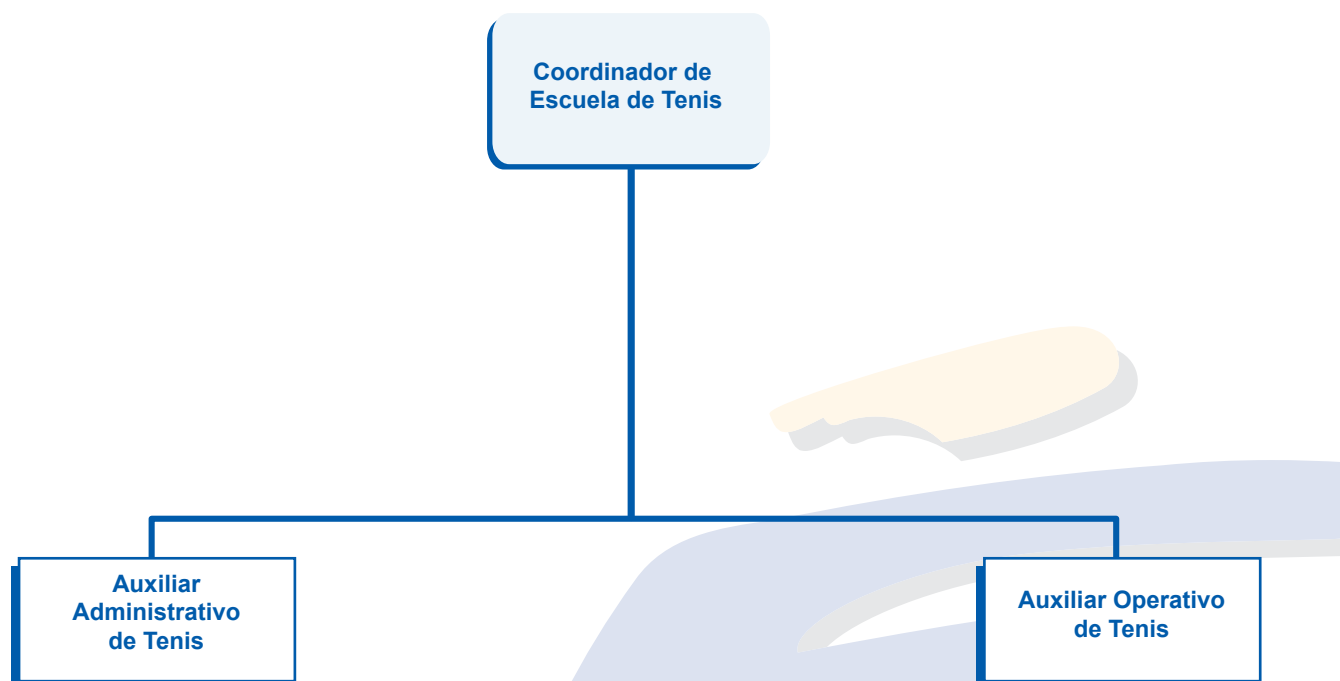 Coordinador de
Escuela de Tenis
Auxiliar
Administrativo
de Tenis
Auxiliar Operativo
de Tenis